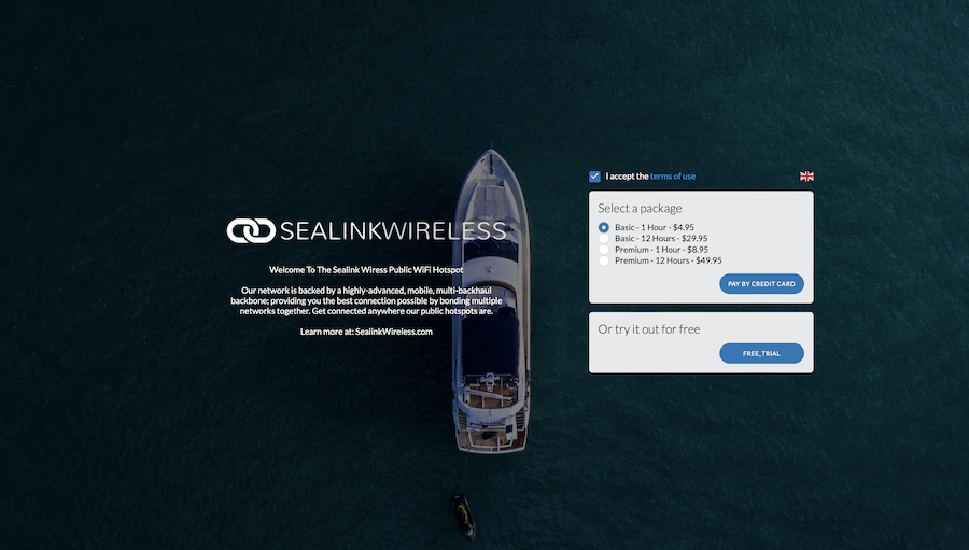 SEALINKWIRELESS
Welcome To The Sealink Wiress Public WiFi Hotspot
Our network is backed by a highly-advanced, mobile, multi-backhaul
backbone; providing you the best connection possible by bonding multiple
networks together. Get connected anywhere our public hotspots are.
Learn more at: SealinkWireless.com
I accept the terms of use
Select a package
Basic - 1 Hour - $4.95
Basic - 12 Hours - $29.95
Premium - 1 Hour - $8.95
Premium - 12 Hours - $49.95
PAY BY CREDIT CARD
Or try it out for free
FREE_TRIAL